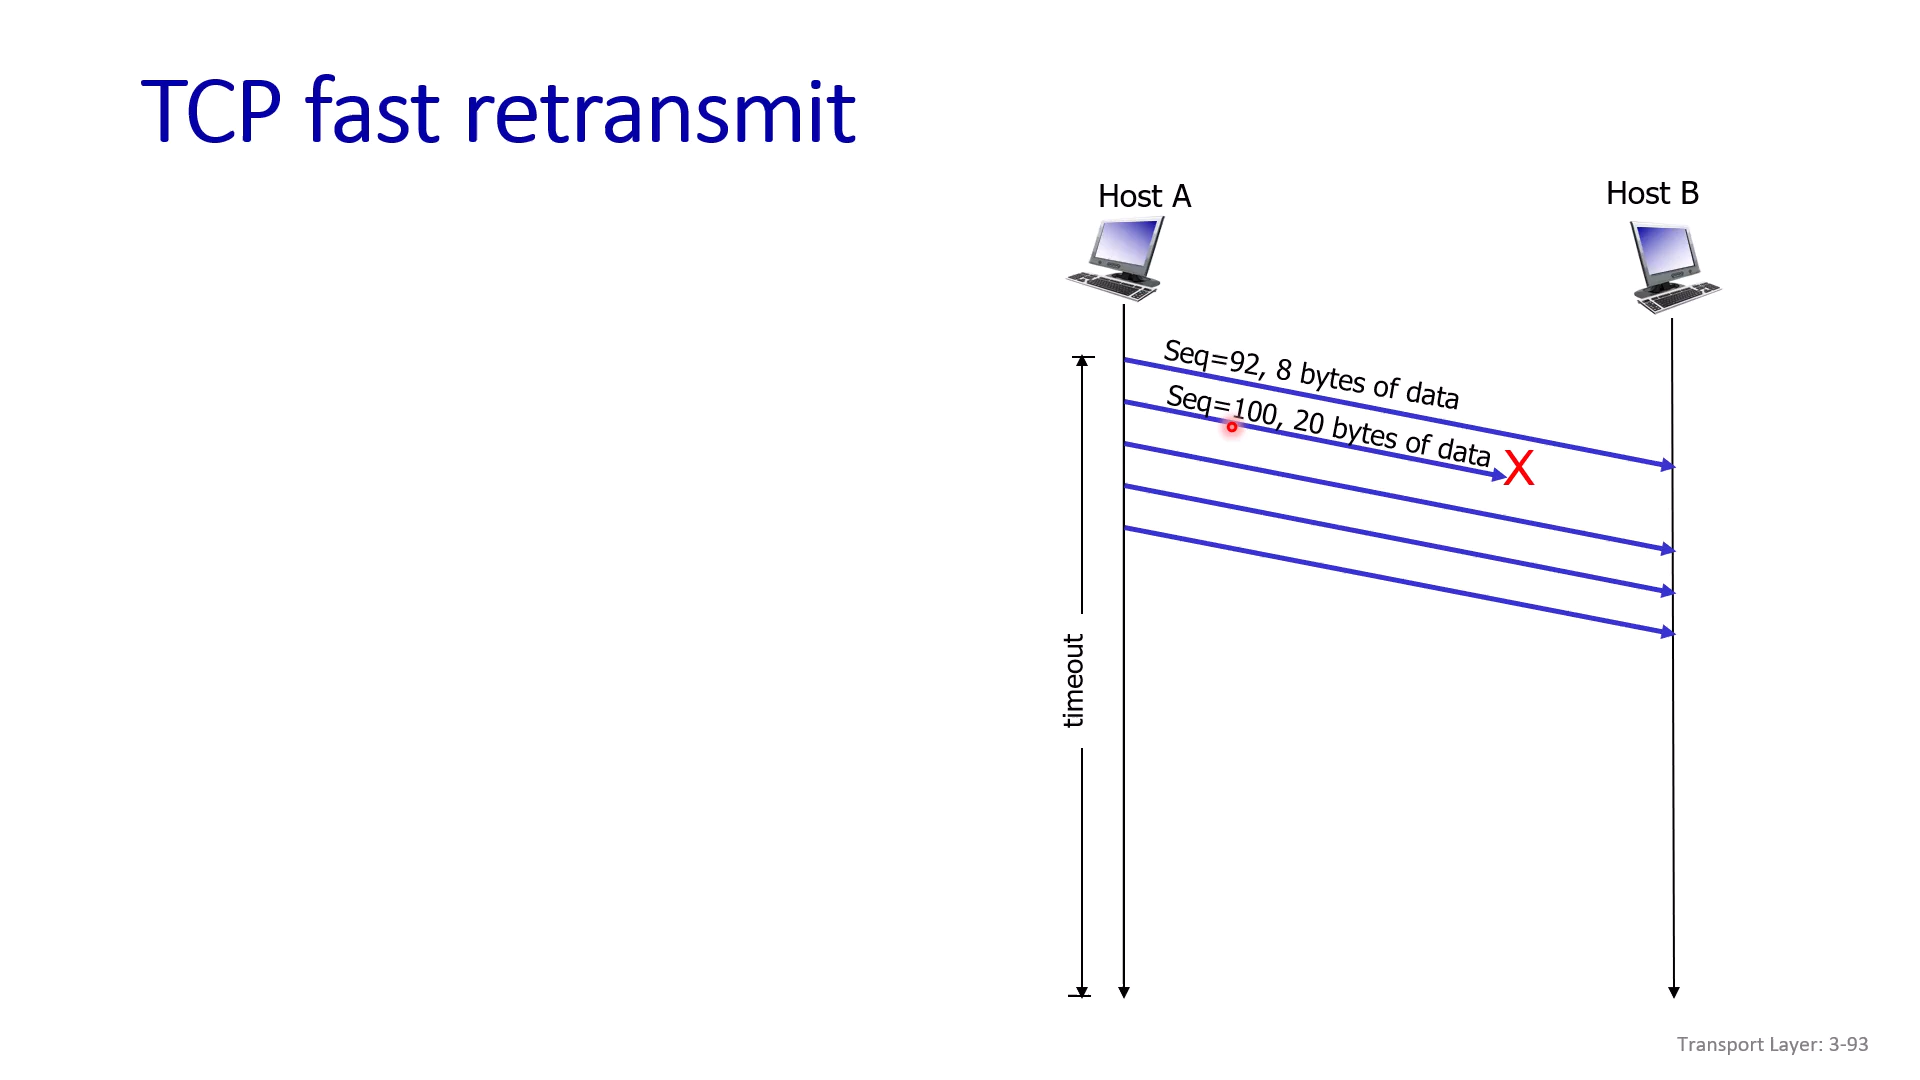 TCP fast retransmit
Host A
Host B
Seq=92, 8 bytes of data
Seq=100, 20 bytes of data
X
timeout
Transport Layer: 3-93